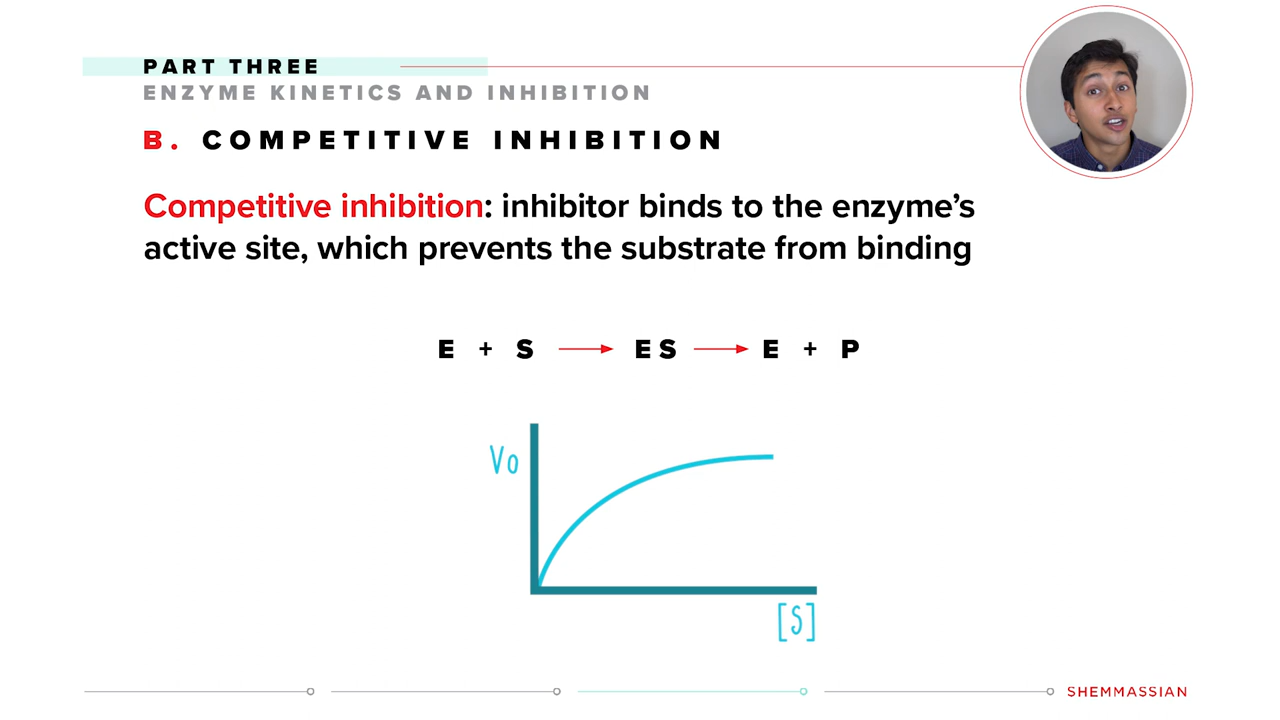 PART THREE
ENZYME KINETICS AND INHIBITION
B. COMPETITIVE INHIBITION
Competitive inhibition: inhibitor binds to the enzyme’s
active site, which prevents the substrate from binding
E + S → ES → E + P
Vo
[S]
SHEMMASSIAN